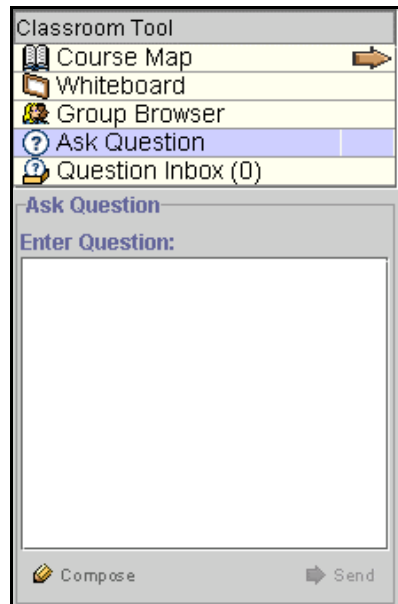 Classroom Tool
Course Map
Whiteboard
Group Browser
Ask Question
Question Inbox (0)
Ask Question
Enter Question:
Compose Send